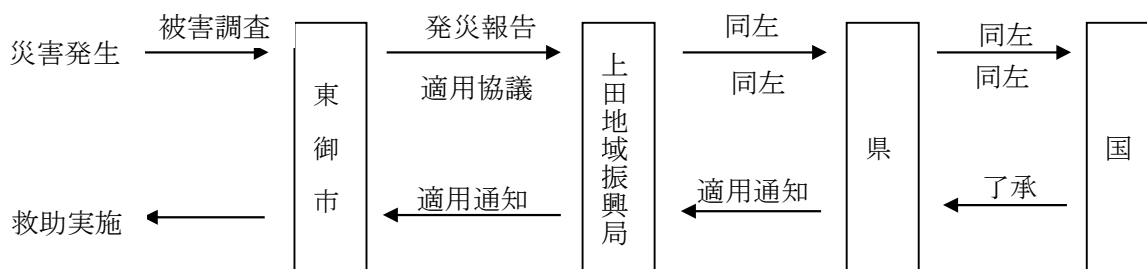 災害発生
被害調査
東御市
発災報告
適用協議
上田地域振興局
同左
同左
県
同左
同左
国
了承
適用通知
適用通知
救助実施